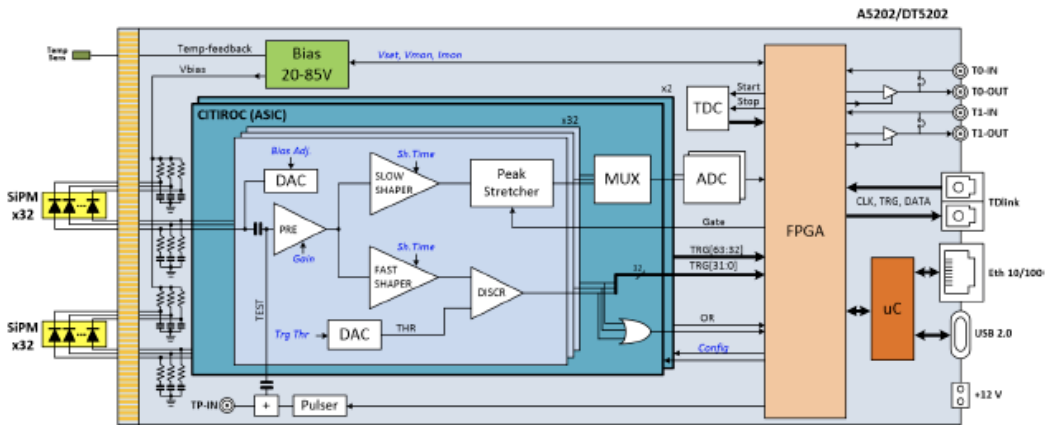 A5202/DT5202
Temp
Sens
Temp-feedback
Bias
20-85V
Vset, Vmon, Imon
Vbias
T0-IN
T0-OUT
T1-IN
T1-OUT
x2
CITIROC (ASIC)
x32
TDC
Start
Stop
Bias Adj.
DAC
Sh.Time
SLOW
SHAPER
Peak
Stretcher
MUX
ADC
SiPM
x32
PRE
Gain
Gate
FPGA
CLK, TRG, DATA
TDlink
Sh.Time
FAST
SHAPER
DISCR
TRG[63:32]
TRG[31:0]
32
Eth 10/100
uC
TEST
SiPM
x32
Trg Thr
DAC
THR
OR
Config
USB 2.0
TP-IN
+
Pulser
+12 V